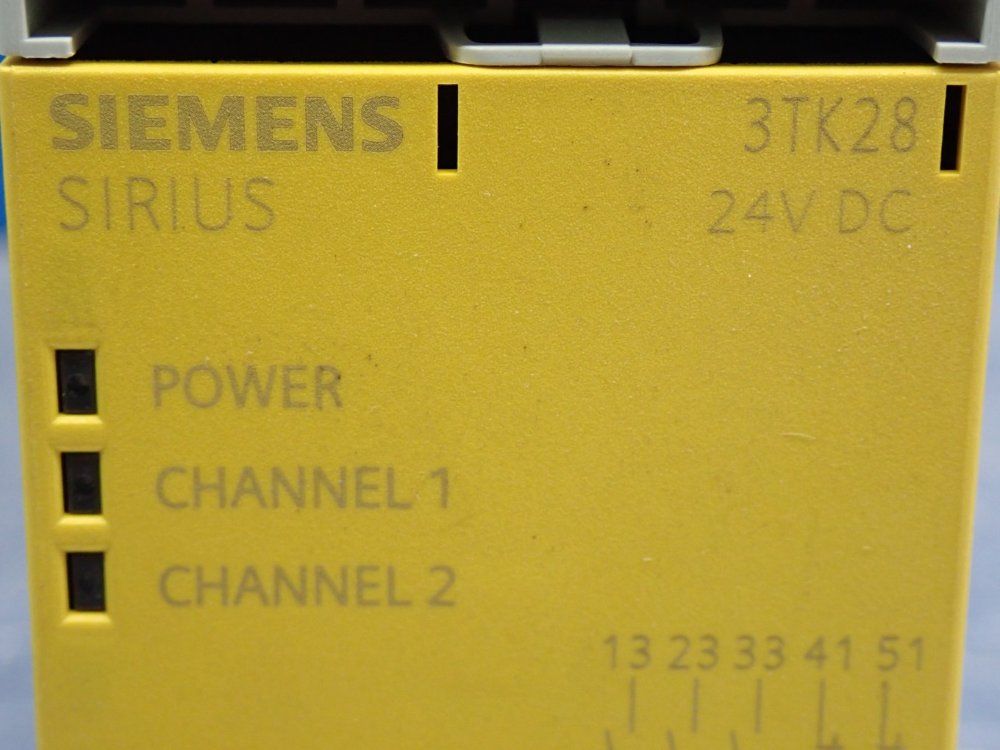 SIEMENS 3TK28
SIRIUS 24V DC
POWER
CHANNEL 1
CHANNEL 2
13 23 33 41 51